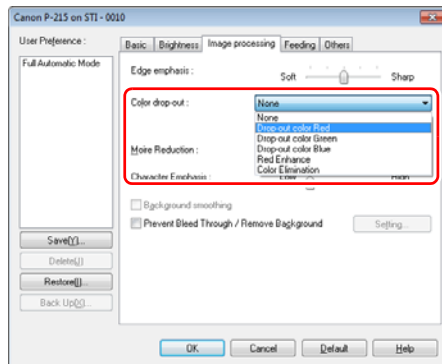 Canon P-215 on STI - 0010
User Preference :
Full Automatic Mode
Save(Y)...
Delete(J)
Restore(I)...
Back Up(X)...
Basic
Brightness
Image processing
Feeding
Others
Edge emphasis :
Soft
Sharp
Color drop-out :
None
None
Drop-out color Red
Drop-out color Green
Drop-out color Blue
Red Enhance
Color Elimination
Moire Reduction :
Character Emphasis :
Low
High
Background smoothing
Prevent Bleed Through / Remove Background
Setting...
OK
Cancel
Default
Help